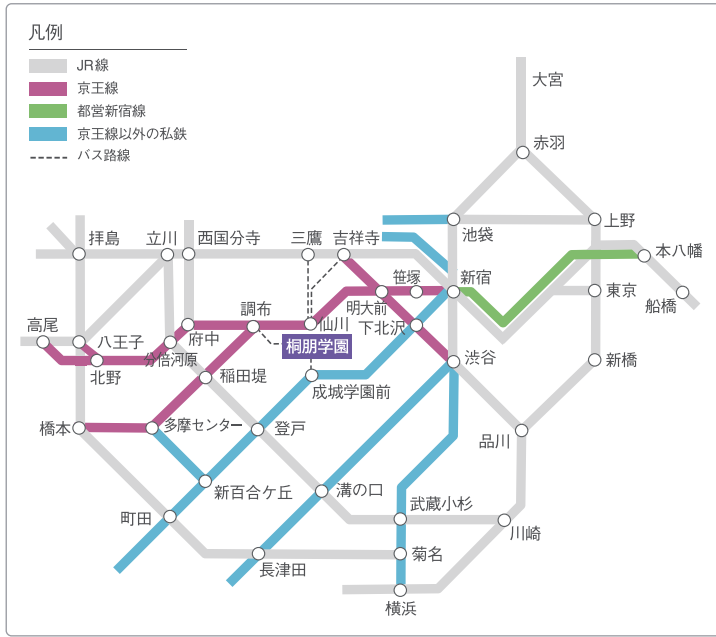 凡例
JR線
京王線
都営新宿線
京王線以外の私鉄
バス路線
大宮
赤羽
池袋
上野
拝島
立川
西国分寺
三鷹
吉祥寺
本八幡
笹塚
新宿
明大前
東京
船橋
高尾
八王子
分倍河原
府中
調布
仙川
下北沢
桐朋学園
北野
稲田堤
成城学園前
渋谷
新橋
橋本
多摩センター
登戸
品川
新百合ケ丘
溝の口
武蔵小杉
町田
川崎
長津田
菊名
横浜